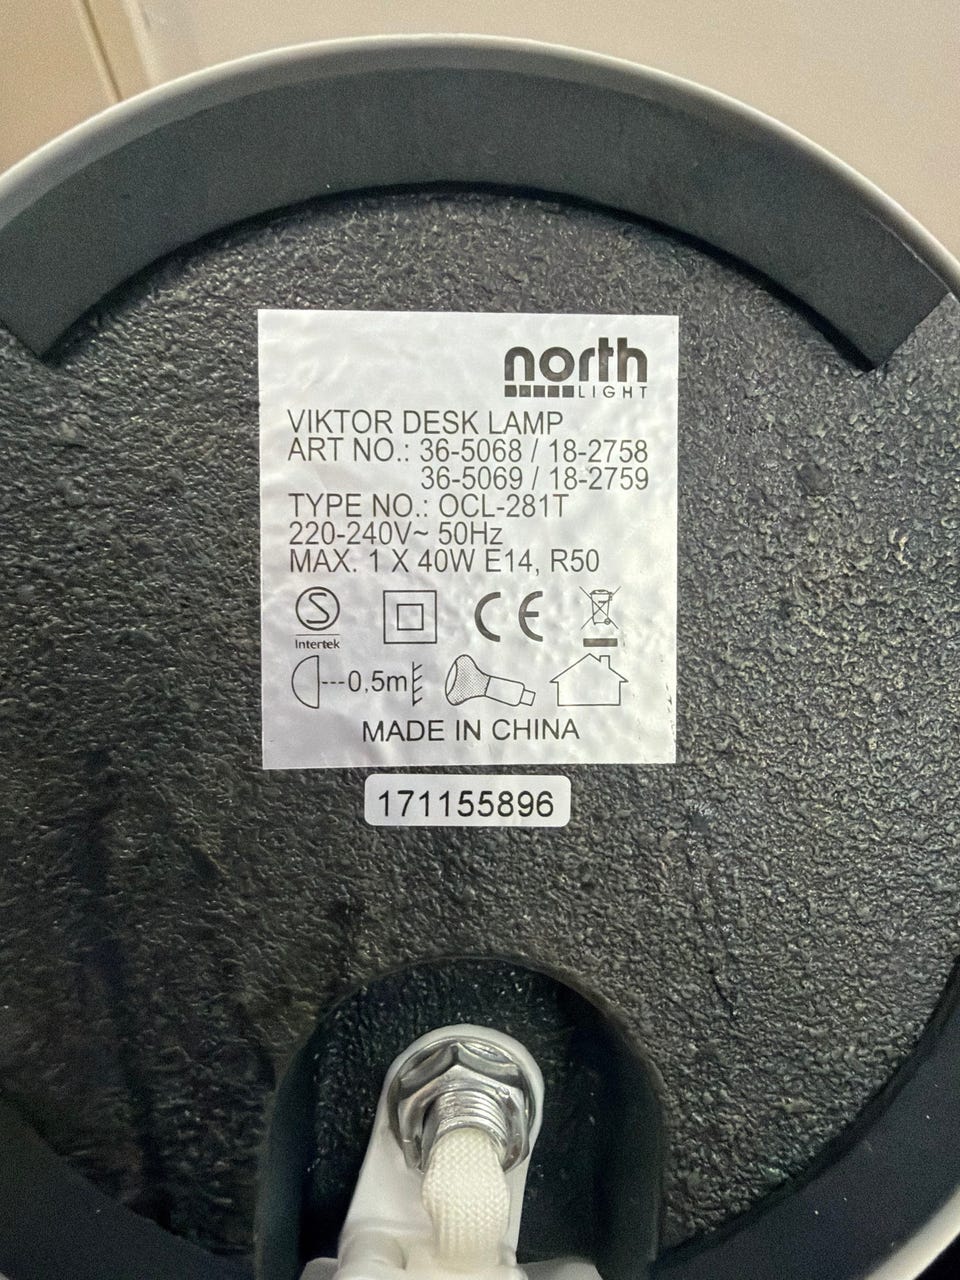 north
LIGHT
VIKTOR DESK LAMP
ART NO.: 36-5068 / 18-2758
36-5069 / 18-2759
TYPE NO.: OCL-281T
220-240V~ 50Hz
MAX. 1 X 40W E14, R50
S
Intertek
CE
0,5m
MADE IN CHINA
171155896